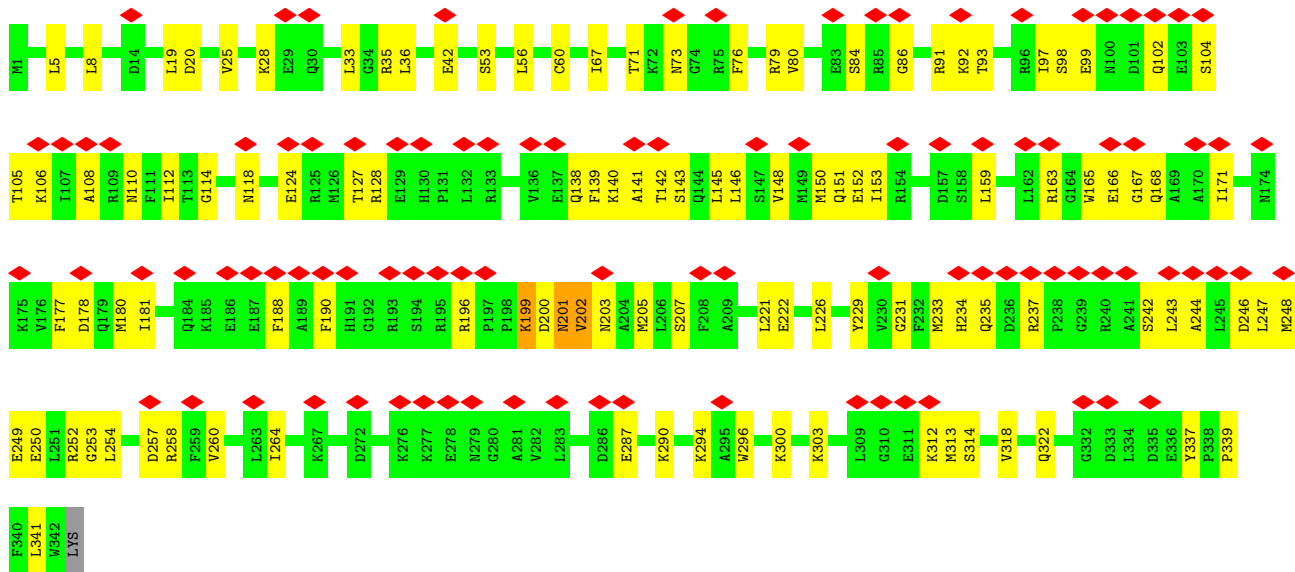 M1 L5 L8 D14 L19 D20 V25 K28 E29 Q30 L33 G34 R35 L36 E42 S53 L56 C60 I67 T71 K72 N73 G74 R75 F76 R79 V80 E83 S84 R85 G86 R91 K92 T93 R96 I97 S98 E99 N100 D101 Q102 E103 S104
T105 K106 I107 A108 R109 N110 F111 I112 T113 G114 N118 E124 R125 M126 T127 R128 E129 H130 P131 L132 R133 V136 E137 Q138 F139 K140 A141 T142 S143 Q144 L145 L146 S147 V148 M149 M150 Q151 E152 I153 R154 D157 S158 L159 L162 R163 G164 W165 E166 G167 Q168 A169 A170 I171 N174
K175 V176 F177 D178 Q179 M180 I181 Q184 K185 E186 E187 F188 A189 F190 H191 G192 R193 S194 R195 R196 P197 P198 K199 D200 N201 V202 N203 A204 M205 L206 S207 F208 A209 L221 E222 L226 Y229 V230 G231 F232 M233 H234 Q235 D236 R237 P238 G239 R240 A241 S242 L243 A244 L245 D246 L247 M248
E249 E250 L251 R252 G253 L254 D257 R258 F259 V260 L263 I264 K267 D272 K276 K277 E278 N279 G280 A281 V282 L283 D286 E287 K290 K294 A295 W296 K300 K303 L309 G310 E311 K312 M313 S314 V318 Q322 G332 D333 L334 D335 E336 Y337 P338 P339
F340 L341 W342 LYS